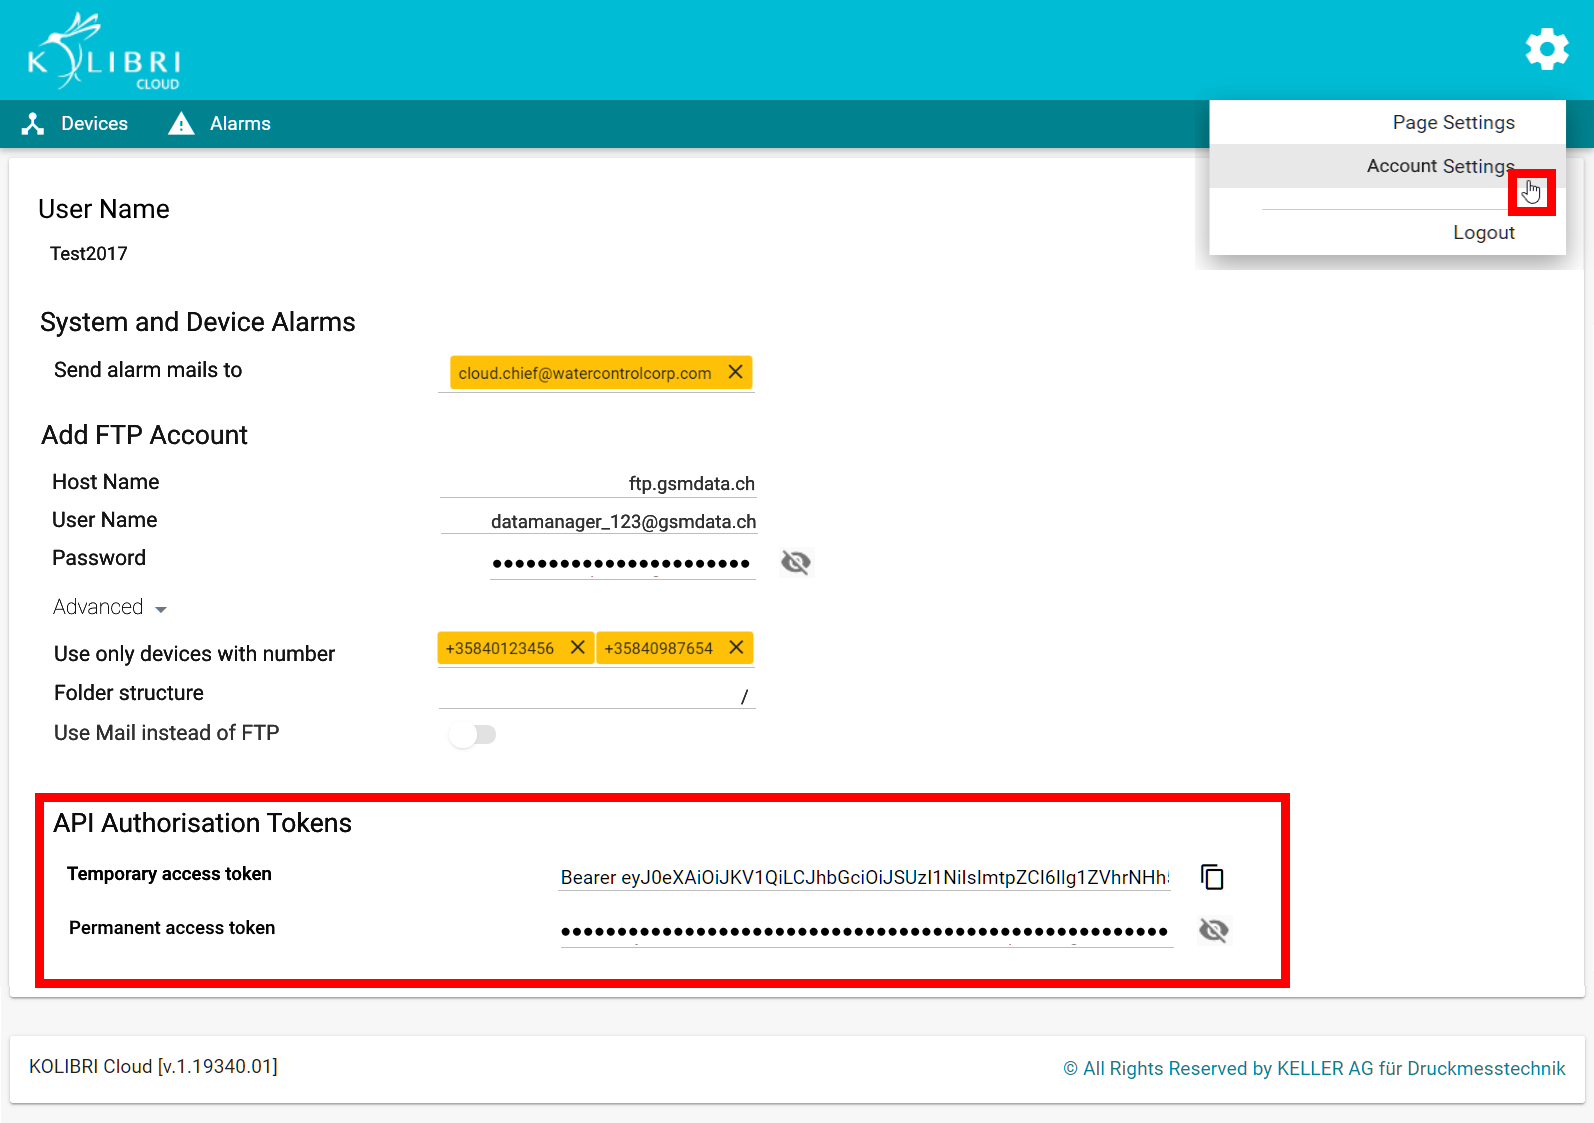 KOLIBRI
CLOUD
Devices
Alarms
Page Settings
Account Settings
Logout
User Name
Test2017
System and Device Alarms
Send alarm mails to
cloud.chief@watercontrolcorp.com
Add FTP Account
Host Name
ftp.gsmdata.ch
User Name
datamanager_123@gsmdata.ch
Password
Advanced
Use only devices with number
+35840123456
+35840987654
Folder structure
/
Use Mail instead of FTP
API Authorisation Tokens
Temporary access token
Bearer eyJ0eXAiOiJKV1QiLCJhbGciOiJSUzI1NiIsImtpZCI6IIg1ZVhrNHh
Permanent access token
KOLIBRI Cloud [v.1.19340.01]
© All Rights Reserved by KELLER AG für Druckmesstechnik